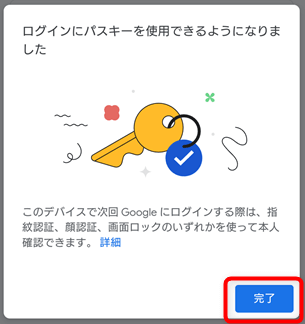 ログインにパスキーを使用できるようになりま
した
このデバイスで次回 Google にログインする際は、指
紋認証、顔認証、画面ロックのいずれかを使って本人
確認できます。 詳細
完了